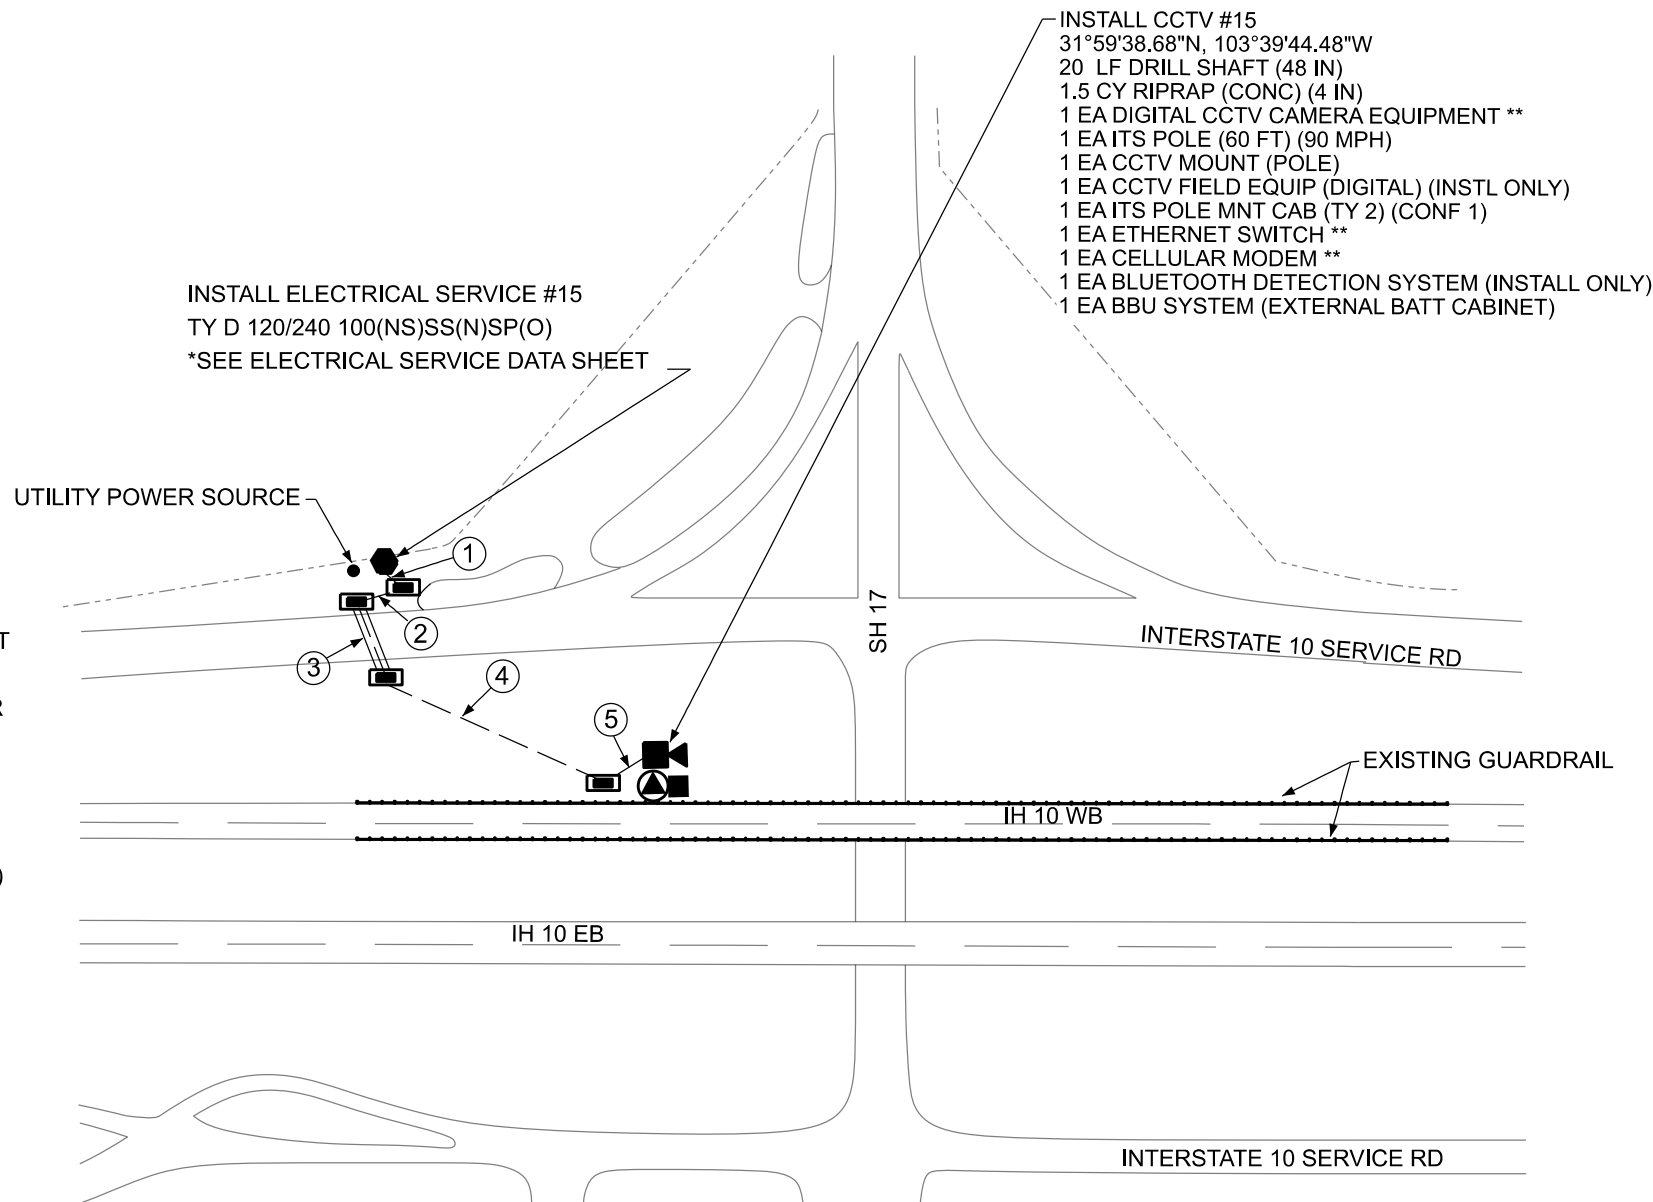 INSTALL CCTV #15
31°59'38.68"N, 103°39'44.48"W
20 LF DRILL SHAFT (48 IN)
1.5 CY RIPRAP (CONC) (4 IN)
1 EA DIGITAL CCTV CAMERA EQUIPMENT **
1 EA ITS POLE (60 FT) (90 MPH)
1 EA CCTV MOUNT (POLE)
1 EA CCTV FIELD EQUIP (DIGITAL) (INSTL ONLY)
1 EA ITS POLE MNT CAB (TY 2) (CONF 1)
1 EA ETHERNET SWITCH **
1 EA CELLULAR MODEM **
1 EA BLUETOOTH DETECTION SYSTEM (INSTALL ONLY)
1 EA BBU SYSTEM (EXTERNAL BATT CABINET)
INSTALL ELECTRICAL SERVICE #15
TY D 120/240 100(NS)SS(N)SP(O)
*SEE ELECTRICAL SERVICE DATA SHEET
UTILITY POWER SOURCE
1
2
3
4
5
T
R
)
SH 17
INTERSTATE 10 SERVICE RD
EXISTING GUARDRAIL
IH 10 WB
IH 10 EB
INTERSTATE 10 SERVICE RD